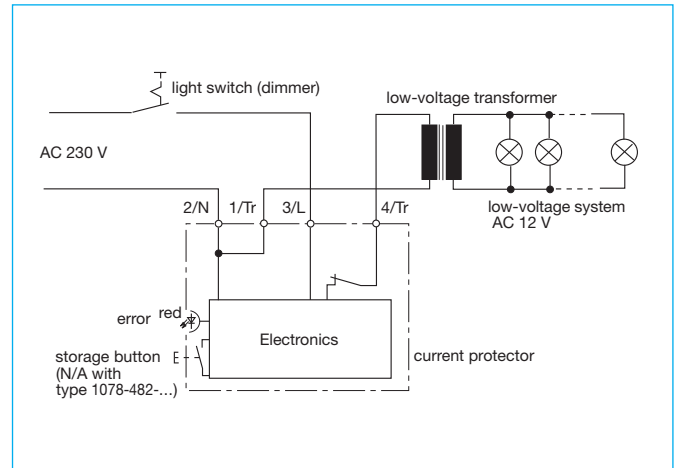 light switch (dimmer)
low-voltage transformer
AC 230 V
2/N 1/Tr 3/L 4/Tr
low-voltage system
AC 12 V
error red
Electronics
storage button
(N/A with
type 1078-482-...)
current protector